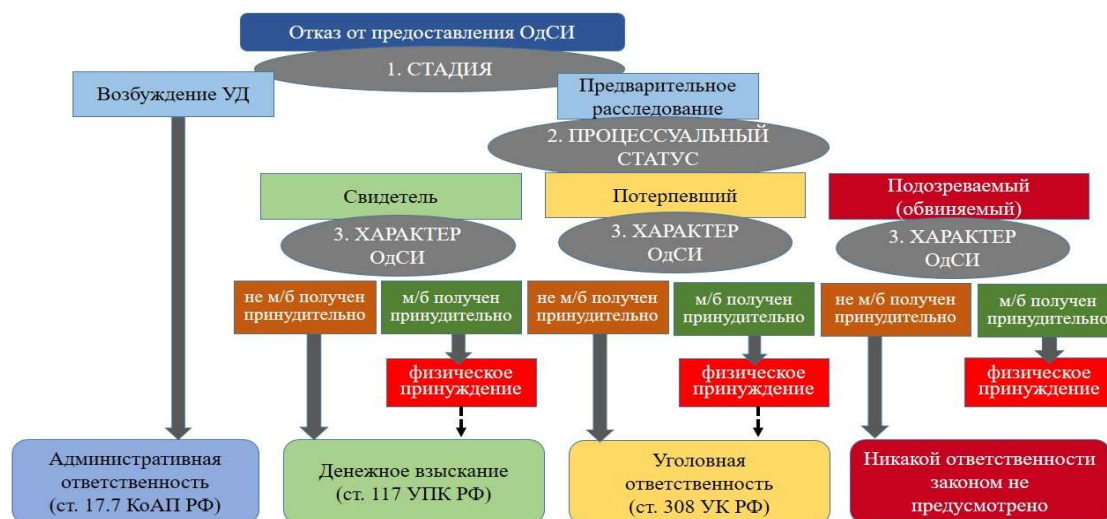 Отказ от предоставления ОдСИ
1. СТАДИЯ
Возбуждение УД
Предварительное
расследование
2. ПРОЦЕССУАЛЬНЫЙ
СТАТУС
Свидетель
Потерпевший
Подозреваемый
(обвиняемый)
3. ХАРАКТЕР
ОдСИ
3. ХАРАКТЕР
ОдСИ
3. ХАРАКТЕР
ОдСИ
не м/б получен
принудительно
м/б получен
принудительно
не м/б получен
принудительно
м/б получен
принудительно
не м/б получен
принудительно
м/б получен
принудительно
физическое
принуждение
физическое
принуждение
физическое
принуждение
Административная
ответственность
(ст. 17.7 КоАП РФ)
Денежное взыскание
(ст. 117 УПК РФ)
Уголовная
ответственность
(ст. 308 УК РФ)
Никакой ответственности
законом не
предусмотрено